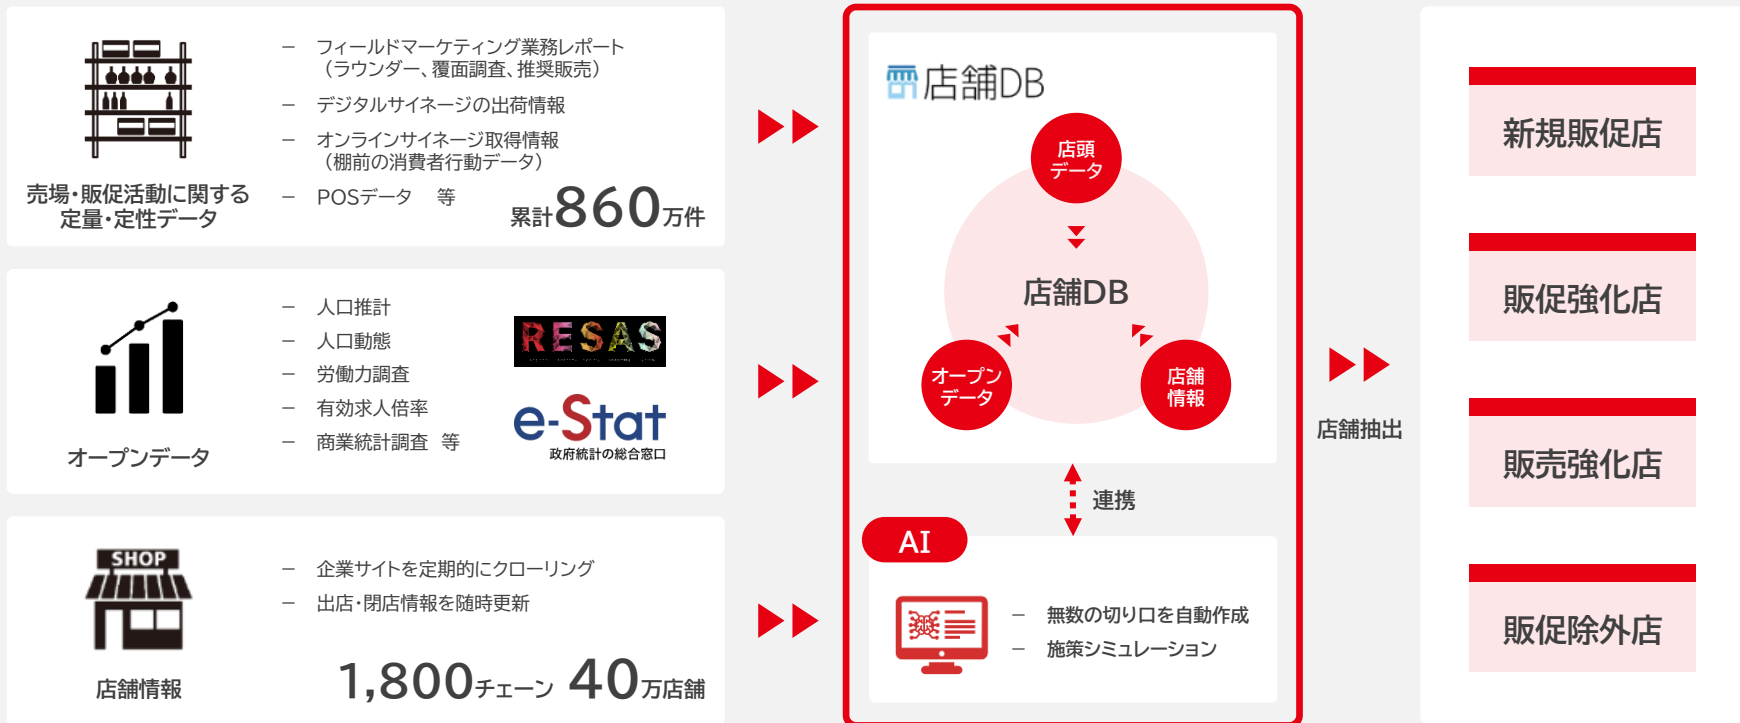 － フィールドマーケティング業務レポート
（ラウンダー、覆面調査、推奨販売）
－ デジタルサイネージの出荷情報
－ オンラインサイネージ取得情報
（棚前の消費者行動データ）
－ POSデータ 等
累計860万件
売場・販促活動に関する
定量・定性データ
－ 人口推計
－ 人口動態
－ 労働力調査
－ 有効求人倍率
－ 商業統計調査 等
RESAS
e-Stat
政府統計の総合窓口
オープンデータ
SHOP
－ 企業サイトを定期的にクローリング
－ 出店・閉店情報を随時更新
1,800チェーン 40万店舗
店舗情報
店舗DB
店頭
データ
店舗DB
オープン
データ
店舗
情報
連携
AI
－ 無数の切り口を自動作成
－ 施策シミュレーション
店舗抽出
新規販促店
販促強化店
販売強化店
販促除外店